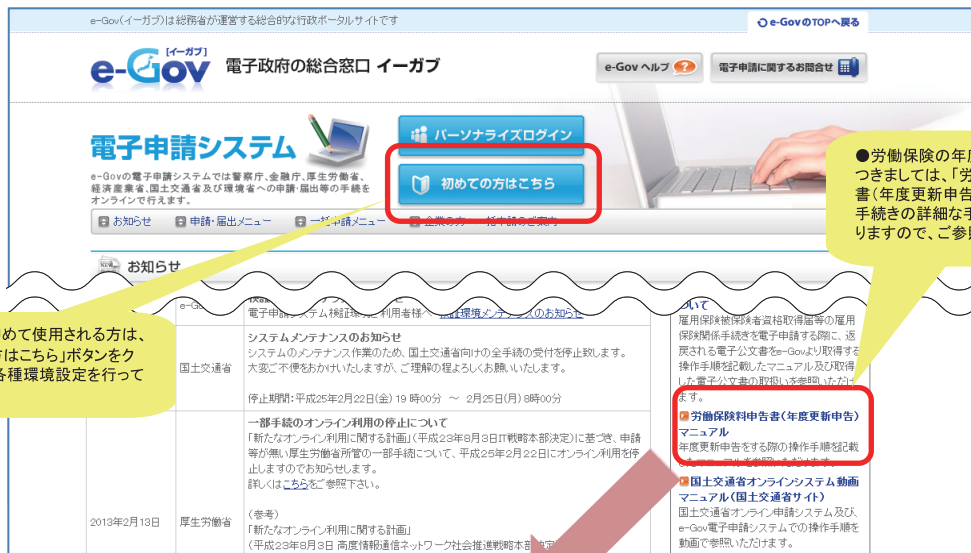 e-Gov(イーガブ)は総務省が運営する総合的な行政ポータルサイトです
e-GovのTOPへ戻る
[イーガブ]
e-Gov
電子政府の総合窓口 イーガブ
e-Gov ヘルプ
電子申請に関するお問合せ
電子申請システム
e-Govの電子申請システムでは警察庁、金融庁、厚生労働省、
経済産業省、国土交通省及び環境省への申請・届出等の手続を
オンラインで行えます。
パーソナライズログイン
初めての方はこちら
お知らせ
申請・届出メニュー
一括申請メニュー
●労働保険の年度
つきましては、「労
書(年度更新申告
手続きの詳細な手
りますので、ご参照
お知らせ
めて使用される方は、
方はこちら」ボタンをク
各種環境設定を行って
国土交通省
システムメンテナンスのお知らせ
システムのメンテナンス作業のため、国土交通省向けの全手続の受付を停止致します。
大変ご不便をおかけいたしますが、ご理解の程よろしくお願いいたします。
停止期間:平成25年2月22日(金) 19時00分 ～ 2月25日(月) 8時00分
2013年2月13日
厚生労働省
一部手続のオンライン利用の停止について
「新たなオンライン利用に関する計画」(平成23年8月3日IT戦略本部決定)に基づき、申請
等が無い厚生労働省所管の一部手続について、平成25年2月22日にオンライン利用を停
止しますのでお知らせします。
詳しくはこちらをご参照下さい。
(参考)
「新たなオンライン利用に関する計画」
(平成23年8月3日 高度情報通信ネットワーク社会推進戦略本部決定
ついて
雇用保険被保険者資格取得届等の雇用
保険関係手続きを電子申請する際に、返
戻される電子公文書をe-Govより取得する
操作手順を記載したマニュアル及び取得
した電子公文書の取扱いを参照いただけ
ます。
労働保険料申告書(年度更新申告)
マニュアル
年度更新申告をする際の操作手順を記載
国土交通省オンラインシステム動画
マニュアル(国土交通省サイト)
国土交通省オンライン申請システム及び、
e-Gov電子申請システムでの操作手順を
動画で参照いただけます。